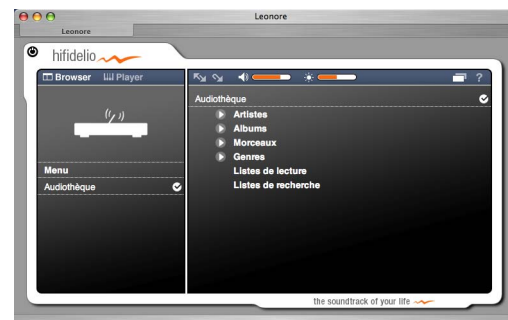 Leonore
Leonore
hifidelio
Browser Player
?
Audiothèque
Artistes
Albums
Morceaux
Genres
Listes de lecture
Listes de recherche
Menu
Audiothèque
the soundtrack of your life